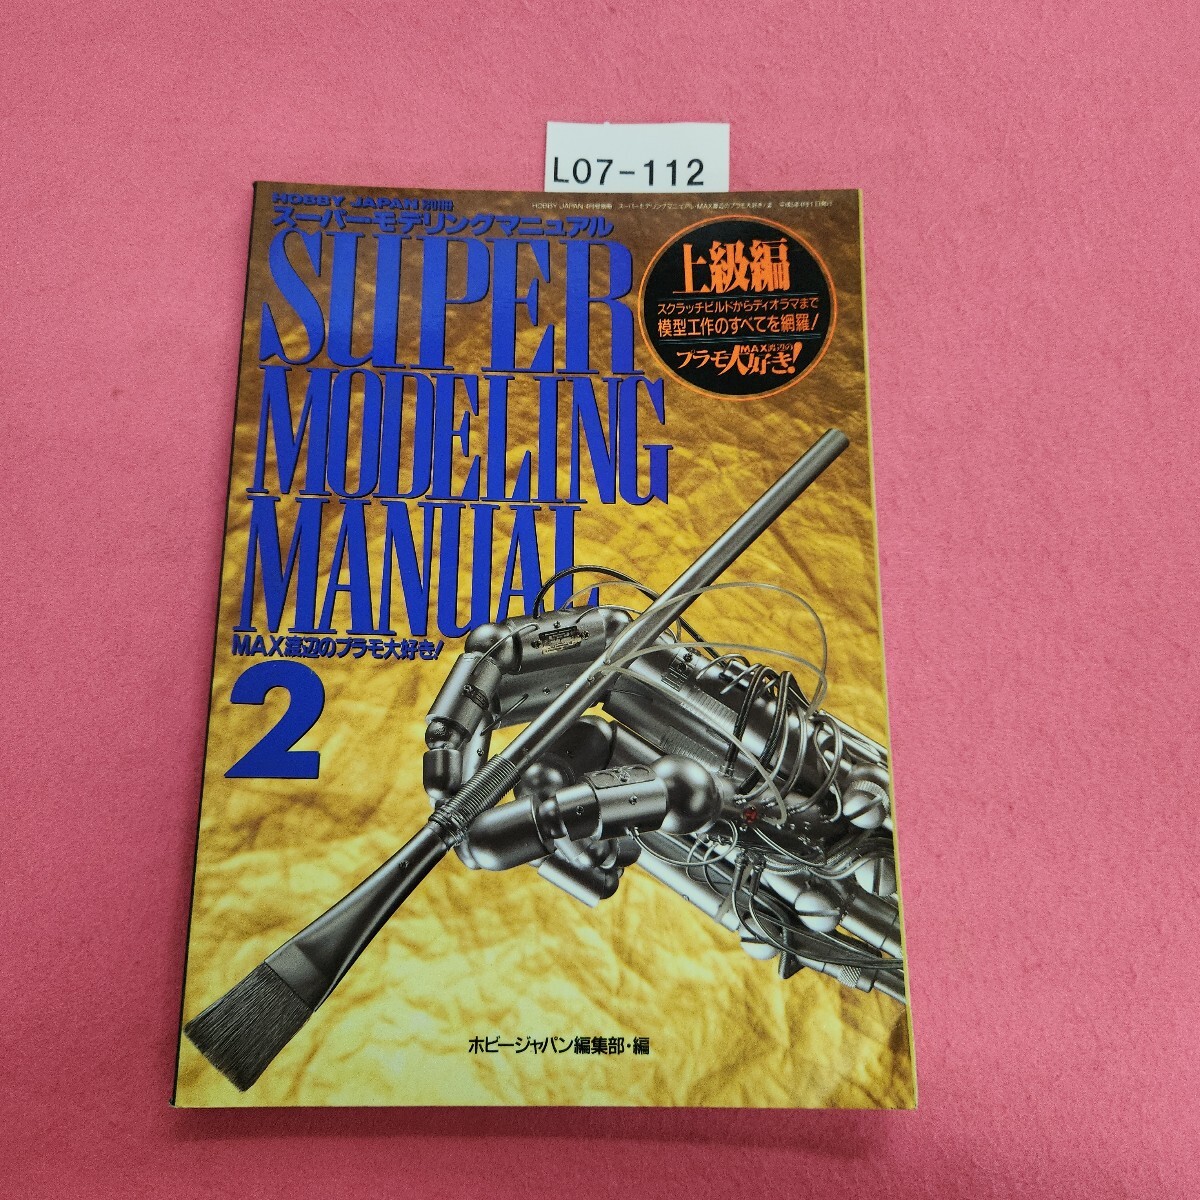 L07-112
HOBBY JAPAN 別冊
スーパーモデリングマニュアル
SUPER
MODELING
MANUAL
MAX渡辺のプラモ大好き!
2
上級編
スクラッチビルドからディオラマまで
模型工作のすべてを網羅!
MAX渡辺の
プラモ大好き!
ホビージャパン編集部・編